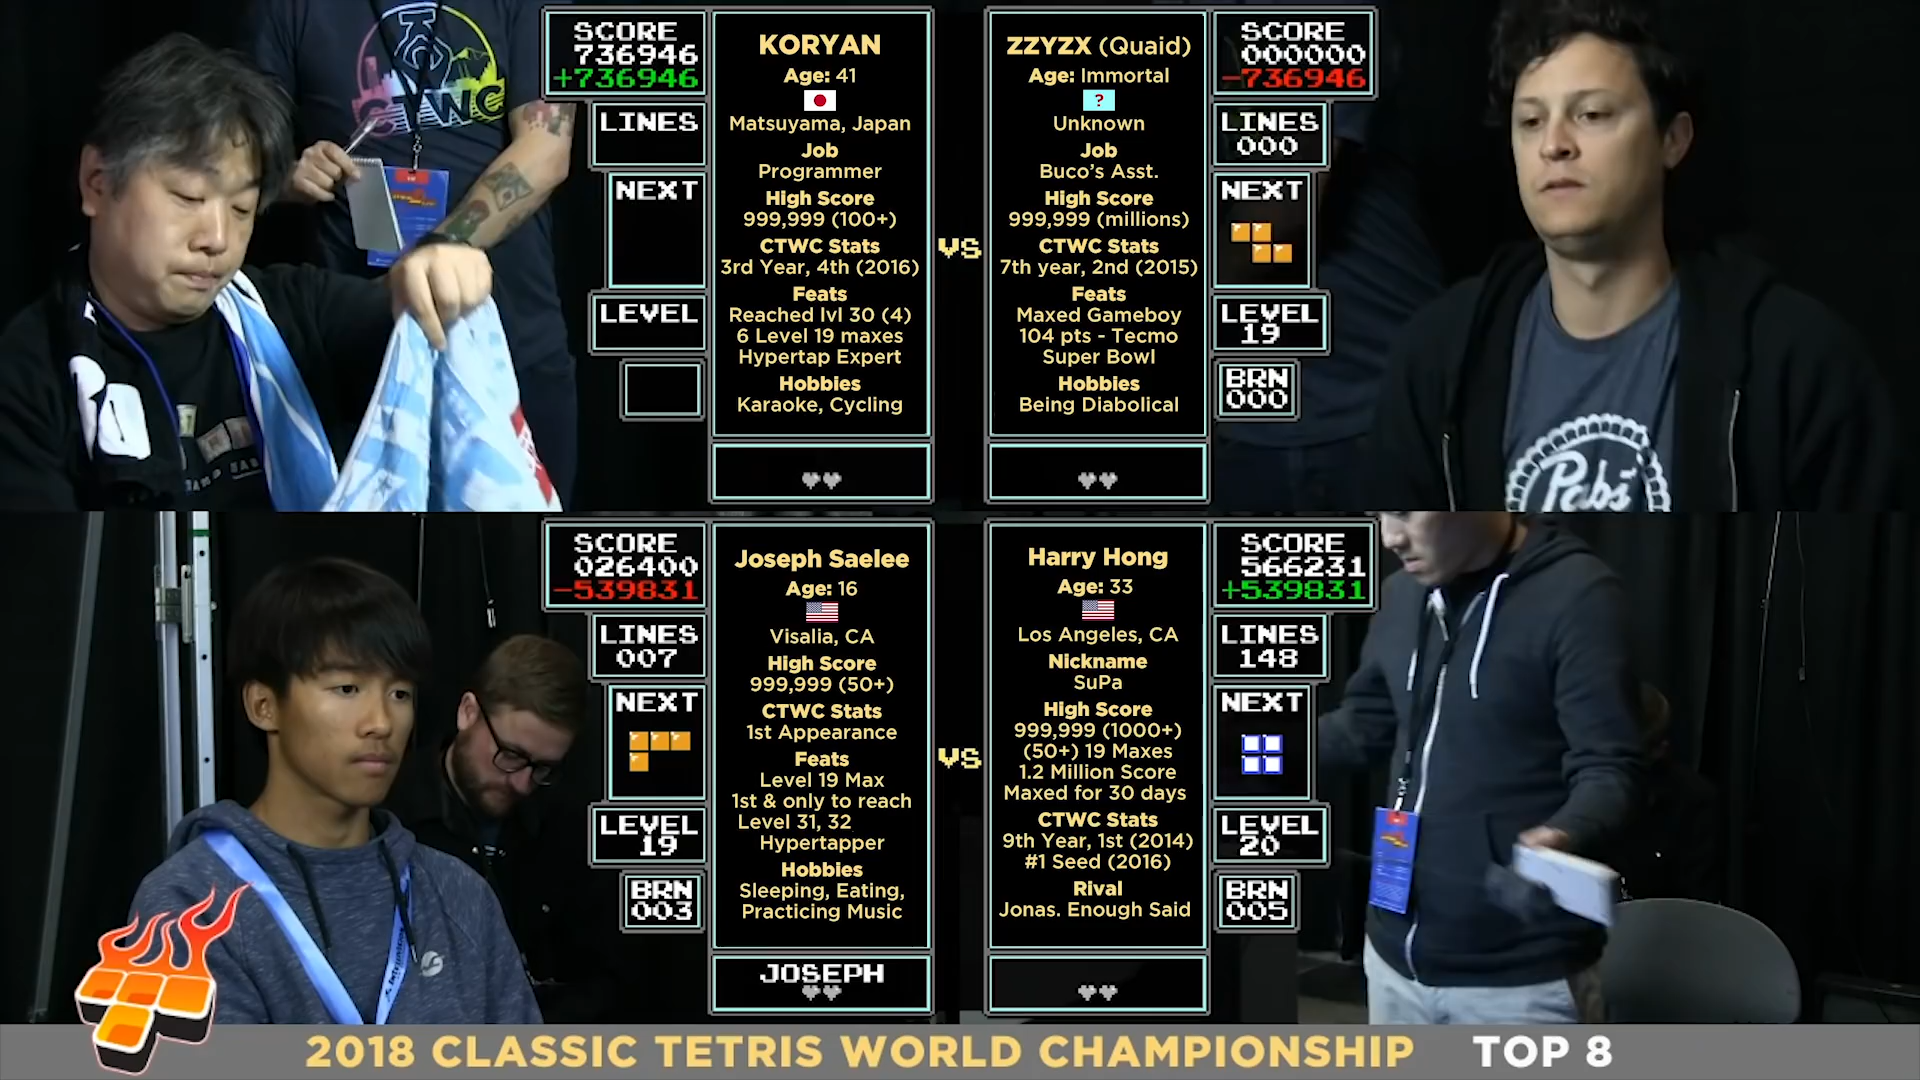 SCORE
736946
+736946
LINES
NEXT
LEVEL
KORYAN
Age: 41
Matsuyama, Japan
Job
Programmer
High Score
999,999 (100+)
CTWC Stats
3rd Year, 4th (2016)
Feats
Reached lvl 30 (4)
6 Level 19 maxes
Hypertap Expert
Hobbies
Karaoke, Cycling
VS
ZZYZX (Quaid)
Age: Immortal
?
Unknown
Job
Buco's Asst.
High Score
999,999 (millions)
CTWC Stats
7th year, 2nd (2015)
Feats
Maxed Gameboy
104 pts - Tecmo
Super Bowl
Hobbies
Being Diabolical
SCORE
000000
-736946
LINES
000
NEXT
LEVEL
19
BRN
000
CTWC
Pabs
SCORE
026400
-539831
LINES
007
NEXT
LEVEL
19
BRN
003
Joseph Saelee
Age: 16
Visalia, CA
High Score
999,999 (50+)
CTWC Stats
1st Appearance
Feats
Level 19 Max
1st & only to reach
Level 31, 32
Hypertapper
Hobbies
Sleeping, Eating,
Practicing Music
JOSEPH
VS
Harry Hong
Age: 33
Los Angeles, CA
Nickname
SuPa
High Score
999,999 (1000+)
(50+) 19 Maxes
1.2 Million Score
Maxed for 30 days
CTWC Stats
9th Year, 1st (2014)
#1 Seed (2016)
Rival
Jonas. Enough Said
SCORE
566231
+539831
LINES
148
NEXT
LEVEL
20
BRN
005
2018 CLASSIC TETRIS WORLD CHAMPIONSHIP TOP 8